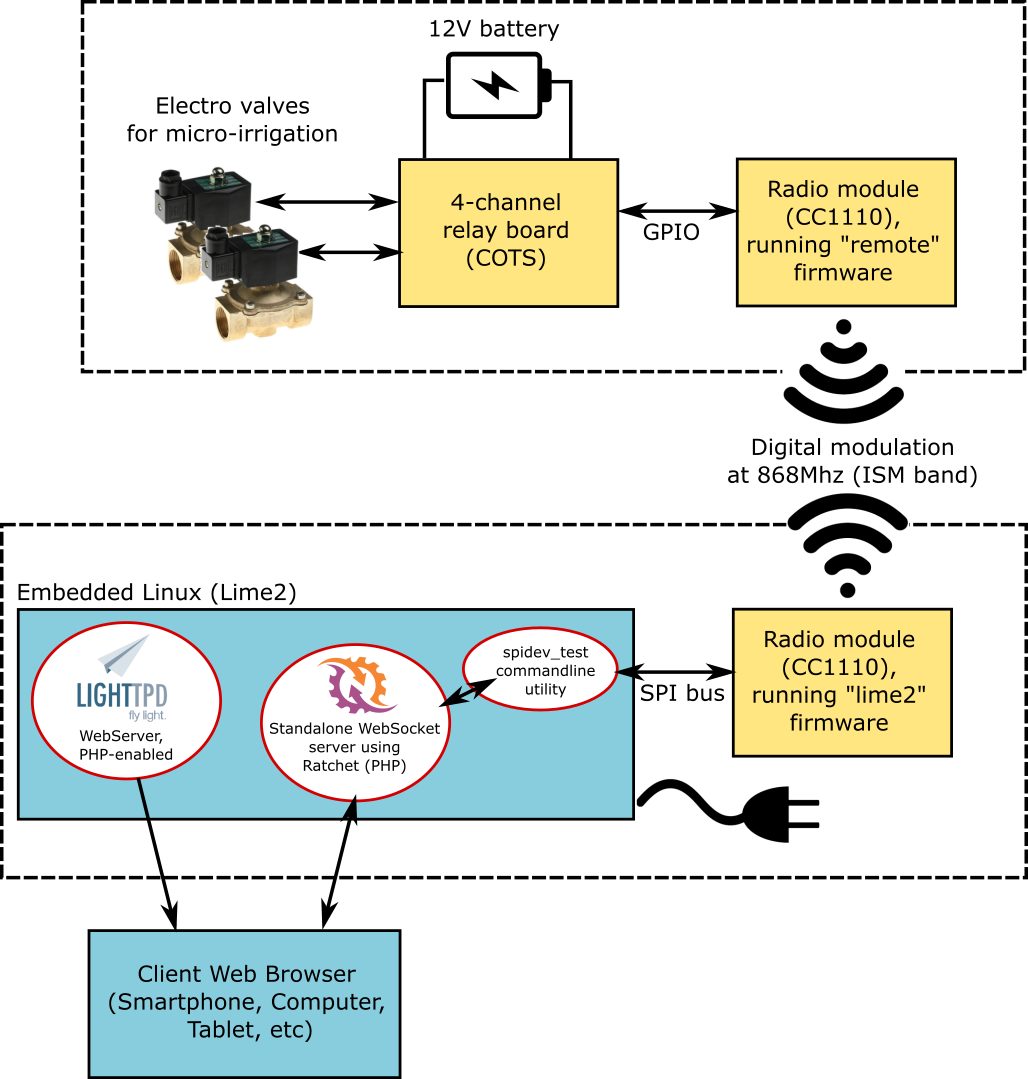 12V battery
Electro valves
for micro-irrigation
4-channel
relay board
(COTS)
GPIO
Radio module
(CC1110),
running "remote"
firmware
Digital modulation
at 868Mhz (ISM band)
Embedded Linux (Lime2)
LIGHTTPD
fly light.
WebServer,
PHP-enabled
Standalone WebSocket
server using
Ratchet (PHP)
spidev_test
commandline
utility
SPI bus
Radio module
(CC1110),
running "lime2"
firmware
Client Web Browser
(Smartphone, Computer,
Tablet, etc)